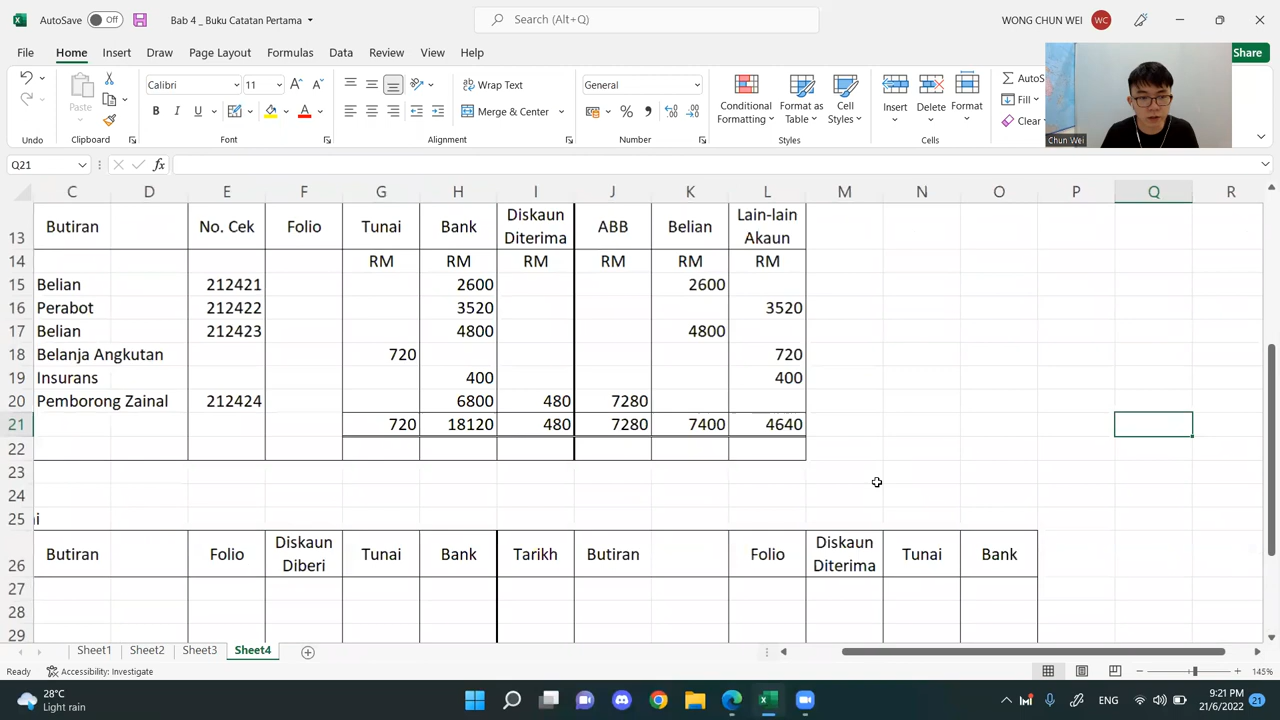 AutoSave Off Bab 4 _ Buku Catatan Pertama Search (Alt+Q) WONG CHUN WEI WC
File Home Insert Draw Page Layout Formulas Data Review View Help Share
Calibri 11 Wrap Text General AutoS
Paste B I U Merge & Center % Conditional Formatting Format as Table Cell Styles Insert Delete Format Fill Clear
Undo Clipboard Font Alignment Number Styles Cells
Chun Wei
Q21 fx
C D E F G H I J K L M N O P Q R
13 Butiran No. Cek Folio Tunai Bank Diskaun Diterima ABB Belian Lain-lain Akaun
14 RM RM RM RM RM RM
15 Belian 212421 2600 2600
16 Perabot 212422 3520 3520
17 Belian 212423 4800 4800
18 Belanja Angkutan 720 720
19 Insurans 400 400
20 Pemborong Zainal 212424 6800 480 7280
21 720 18120 480 7280 7400 4640
22
23
24
25 ai
26 Butiran Folio Diskaun Diberi Tunai Bank Tarikh Butiran Folio Diskaun Diterima Tunai Bank
27
28
29
Sheet1 Sheet2 Sheet3 Sheet4
Ready Accessibility: Investigate 145%
28°C
Light rain
ENG
9:21 PM
21/6/2022
21